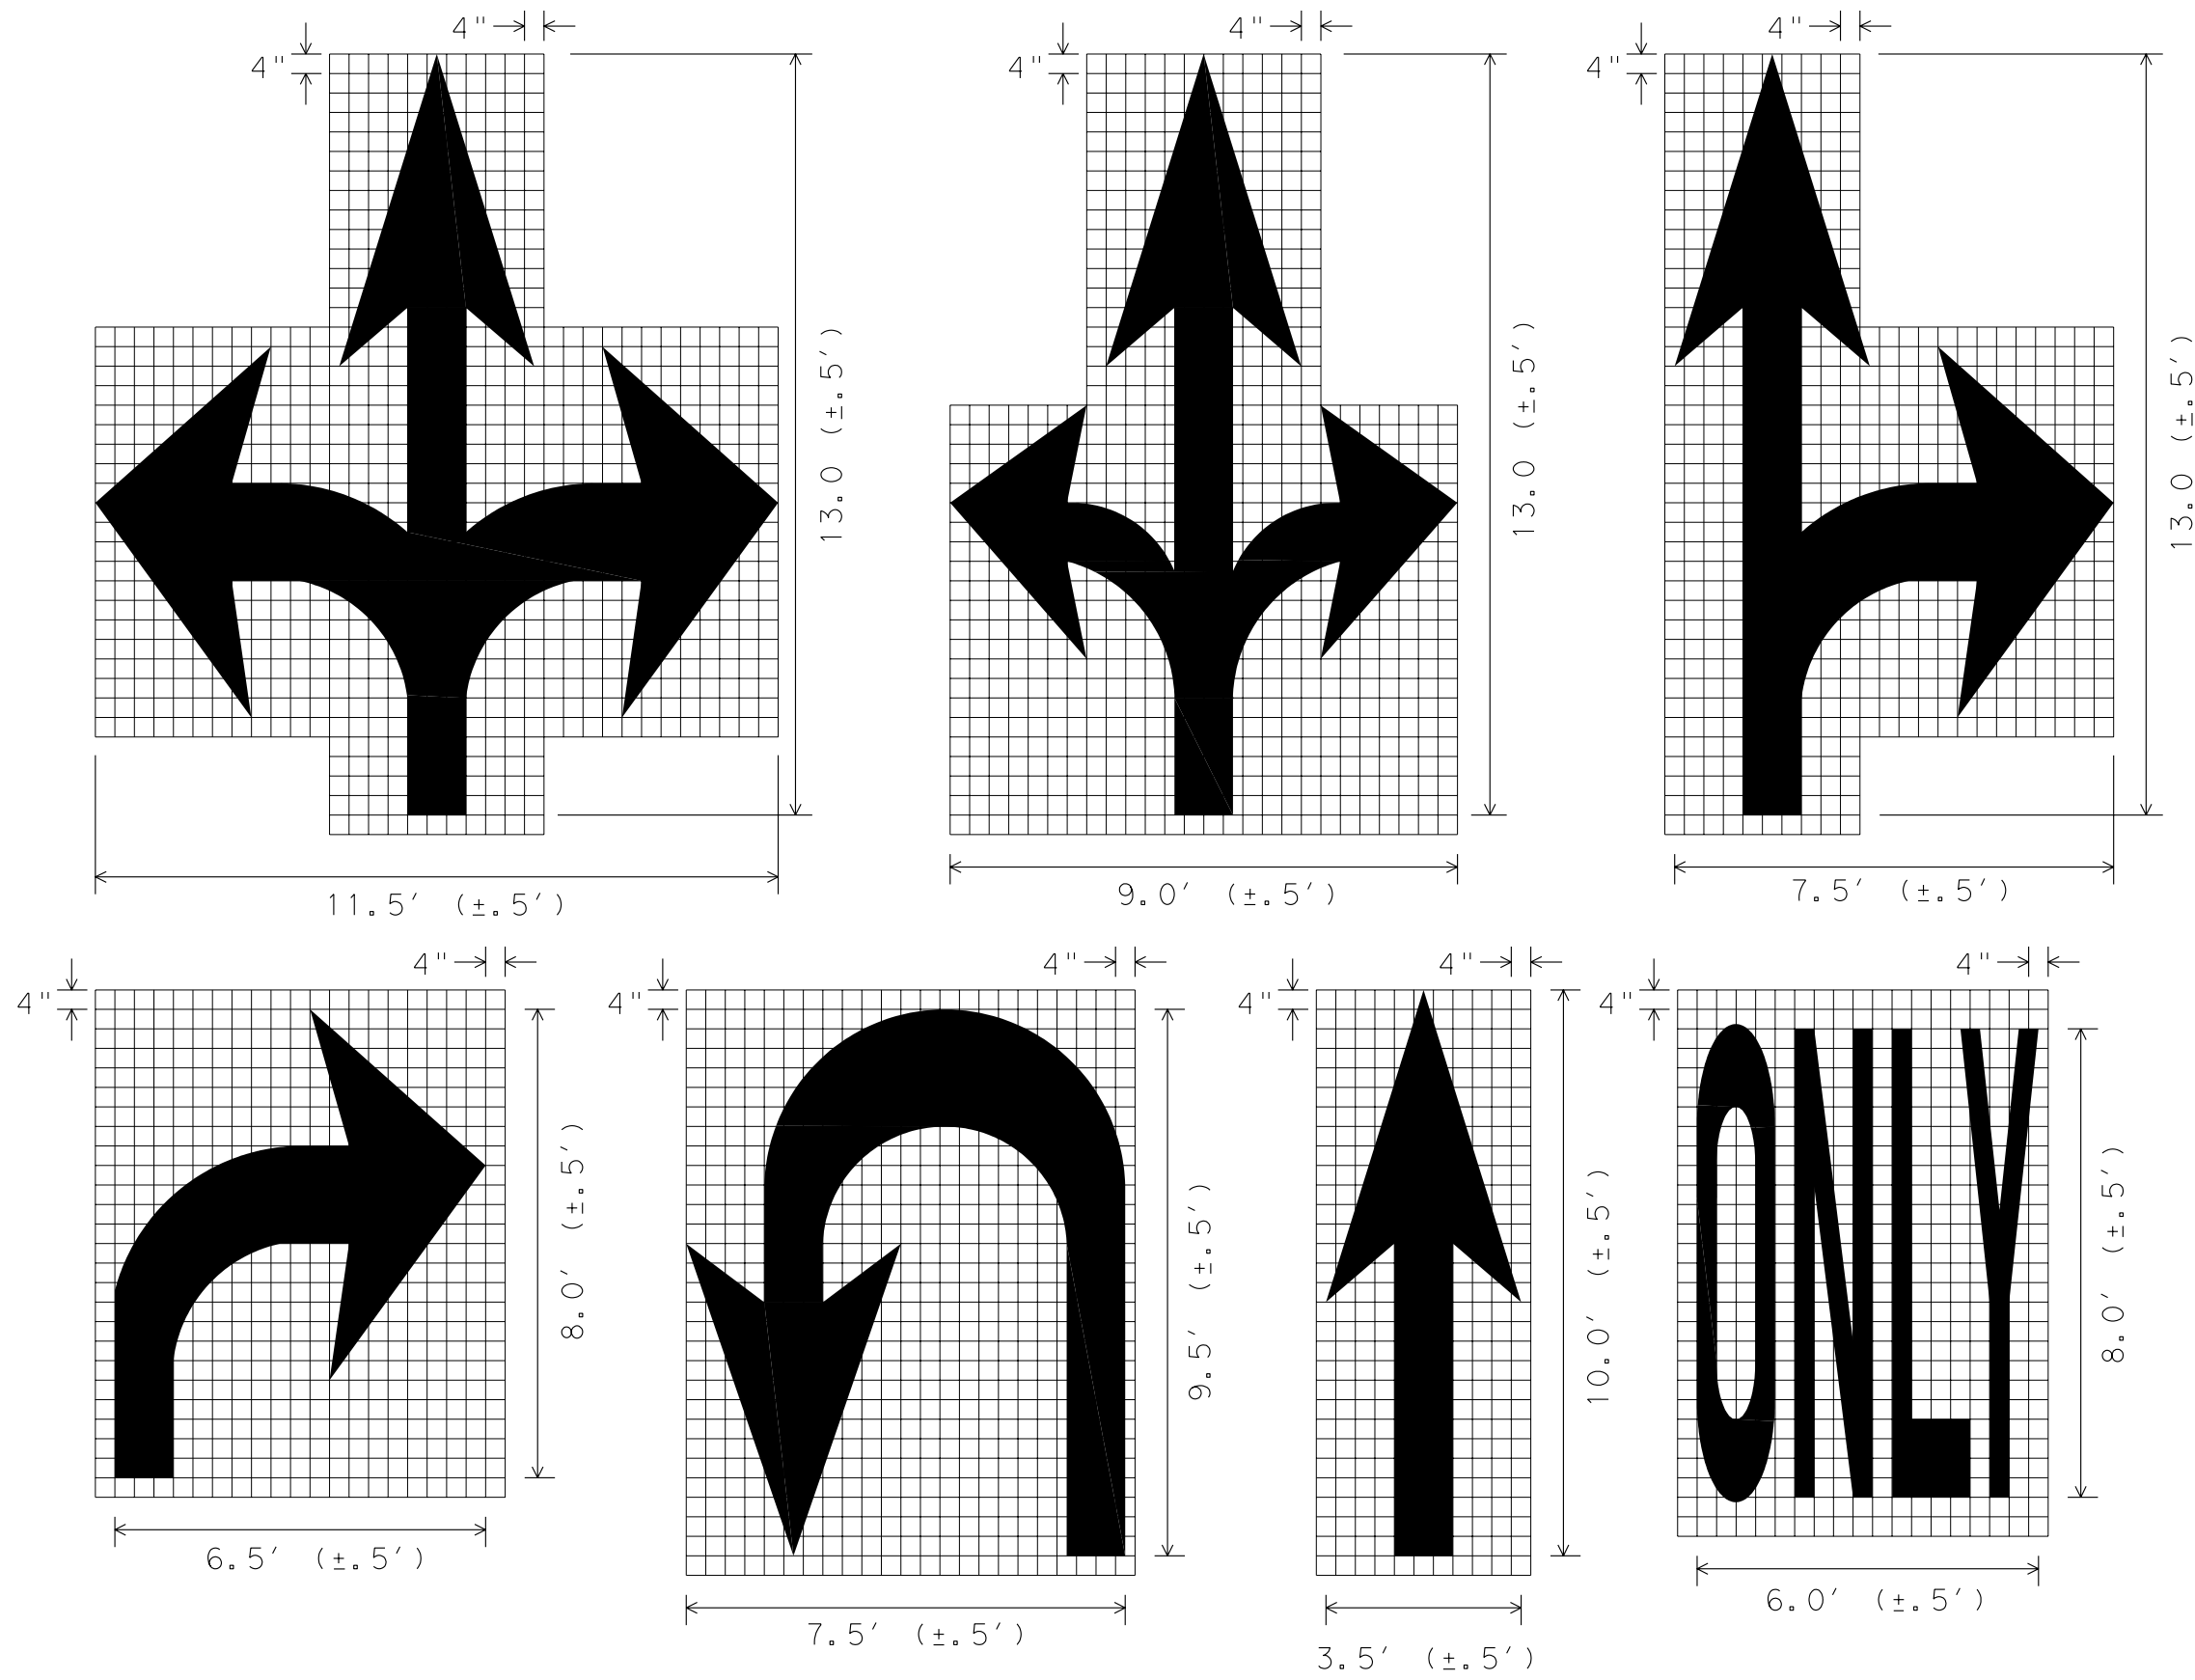 4" 4" 4"
4" 4" 4"
13.0 (±.5′) 13.0 (±.5′) 13.0 (±.5′)
11.5′ (±.5′) 9.0′ (±.5′) 7.5′ (±.5′)
4" 4" 4" 4"
4" 4" 4" 4"
ONLY
8.0′ (±.5′) 9.5′ (±.5′) 10.0′ (±.5′) 8.0′ (±.5′)
6.5′ (±.5′) 7.5′ (±.5′) 3.5′ (±.5′) 6.0′ (±.5′)